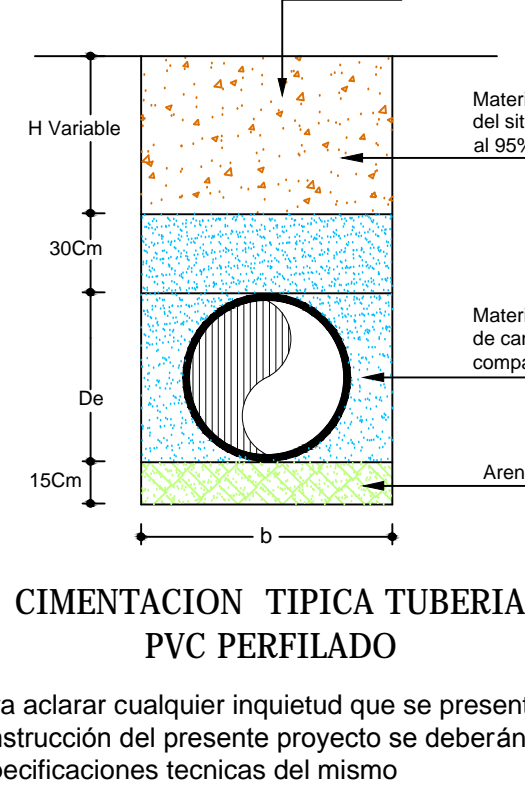 H Variable
30Cm
De
15Cm
b
Materi
del sit
al 95%
Materi
de car
compa
Aren
CIMENTACION TIPICA TUBERIA
PVC PERFILADO
a aclarar cualquier inquietud que se present
nstrucción del presente proyecto se deberán
pecificaciones tecnicas del mismo